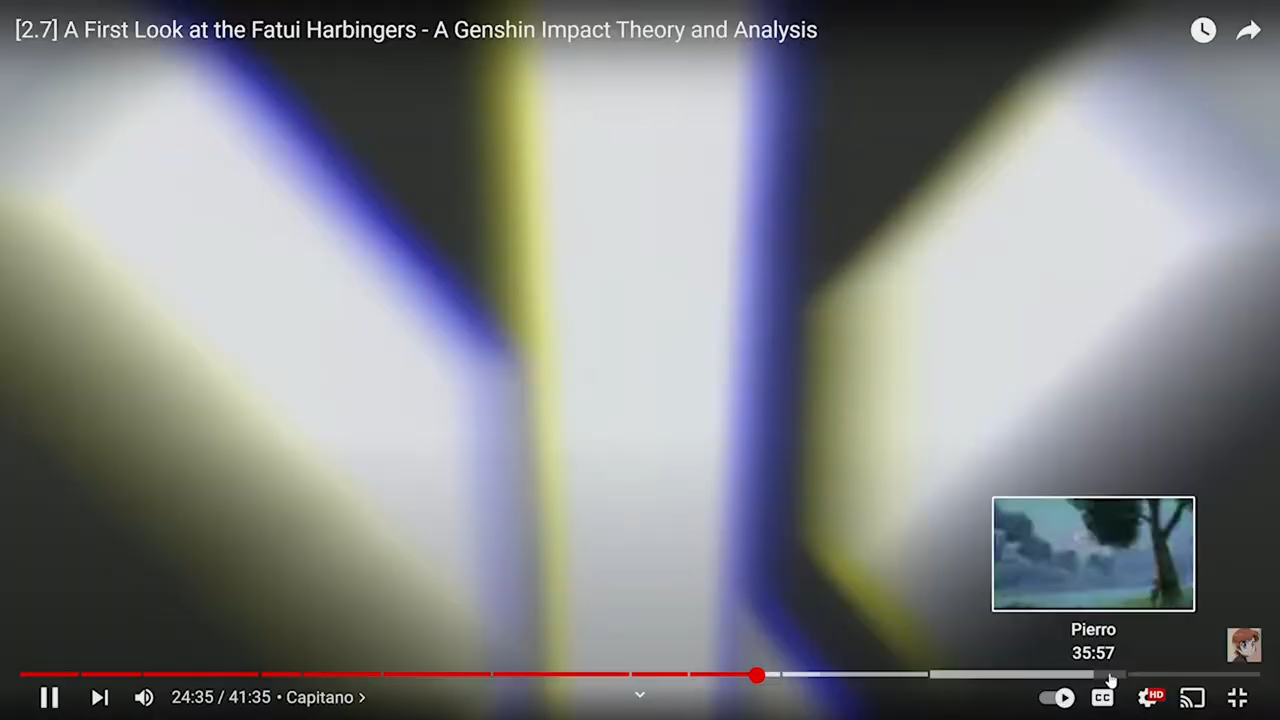 [2.7] A First Look at the Fatui Harbingers - A Genshin Impact Theory and Analysis
Pierro
35:57
24:35 / 41:35 • Capitano >
CC
HD